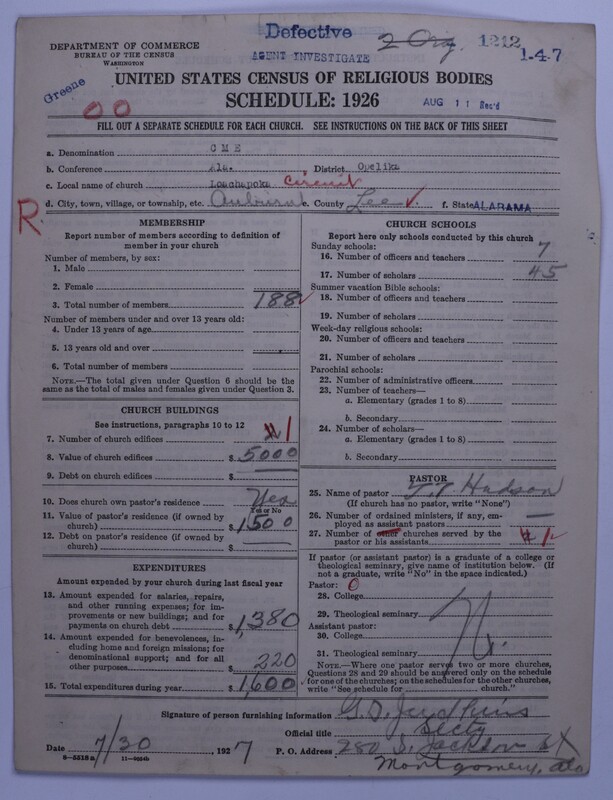 Defective
2 Org. 1212
DEPARTMENT OF COMMERCE
BUREAU OF THE CENSUS
WASHINGTON
AGENT INVESTIGATE
1-4-7
Greene
UNITED STATES CENSUS OF RELIGIOUS BODIES
SCHEDULE: 1926
AUG 11 Rec'd
00
FILL OUT A SEPARATE SCHEDULE FOR EACH CHURCH. SEE INSTRUCTIONS ON THE BACK OF THIS SHEET
a. Denomination C M E
b. Conference Ala. District Opelika
c. Local name of church Loachapoka circuit
d. City, town, village, or township, etc. Auburn e. County Lee f. State ALABAMA
R
MEMBERSHIP
Report number of members according to definition of member in your church
Number of members, by sex:
1. Male
2. Female
3. Total number of members 188
Number of members under and over 13 years old:
4. Under 13 years of age
5. 13 years old and over
6. Total number of members
NOTE.—The total given under Question 6 should be the same as the total of males and females given under Question 3.
CHURCH BUILDINGS
See instructions, paragraphs 10 to 12
7. Number of church edifices 1
8. Value of church edifices $5000
9. Debt on church edifices $
10. Does church own pastor's residence Yes
Yes or No
11. Value of pastor's residence (if owned by church) $1500
12. Debt on pastor's residence (if owned by church) $
EXPENDITURES
Amount expended by your church during last fiscal year
13. Amount expended for salaries, repairs, and other running expenses; for improvements or new buildings; and for payments on church debt $1,380
14. Amount expended for benevolences, including home and foreign missions; for denominational support; and for all other purposes $220
15. Total expenditures during year $1,600
CHURCH SCHOOLS
Report here only schools conducted by this church
Sunday schools:
16. Number of officers and teachers 7
17. Number of scholars 45
Summer vacation Bible schools:
18. Number of officers and teachers
19. Number of scholars
Week-day religious schools:
20. Number of officers and teachers
21. Number of scholars
Parochial schools:
22. Number of administrative officers
23. Number of teachers—
a. Elementary (grades 1 to 8)
b. Secondary
24. Number of scholars—
a. Elementary (grades 1 to 8)
b. Secondary
PASTOR
25. Name of pastor T. T. Hudson
(If church has no pastor, write "None")
26. Number of ordained ministers, if any, employed as assistant pastors —
27. Number of other churches served by the pastor or his assistants 1
If pastor (or assistant pastor) is a graduate of a college or theological seminary, give name of institution below. (If not a graduate, write "No" in the space indicated.)
Pastor: 0
28. College
29. Theological seminary
Assistant pastor:
30. College
31. Theological seminary
NOTE.—Where one pastor serves two or more churches, Questions 28 and 29 should be answered only on the schedule for one of the churches; on the schedules for the other churches, write "See schedule for church."
Signature of person furnishing information G. D. Judkins
Official title Secty
Date 7/30, 1927 P. O. Address 280 S. Jackson St
Montgomery, Ala
8—5518 a 11—9094b